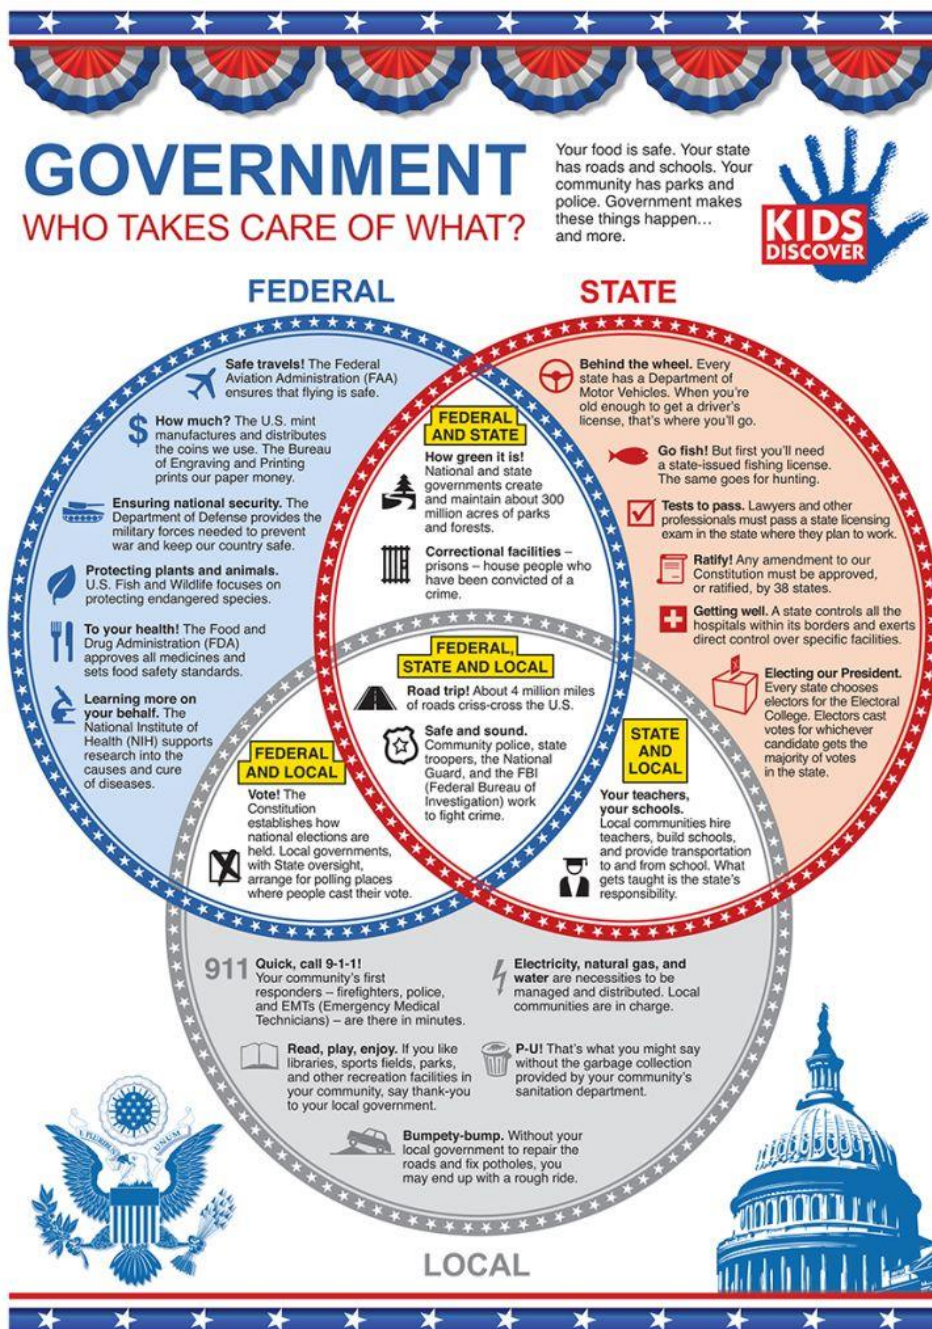 GOVERNMENT
WHO TAKES CARE OF WHAT?
Your food is safe. Your state
has roads and schools. Your
community has parks and
police. Government makes
these things happen…
and more.
KIDS
DISCOVER
FEDERAL
Safe travels! The Federal
Aviation Administration (FAA)
ensures that flying is safe.
$
How much? The U.S. mint
manufactures and distributes
the coins we use. The Bureau
of Engraving and Printing
prints our paper money.
Ensuring national security. The
Department of Defense provides the
military forces needed to prevent
war and keep our country safe.
Protecting plants and animals.
U.S. Fish and Wildlife focuses on
protecting endangered species.
To your health! The Food and
Drug Administration (FDA)
approves all medicines and
sets food safety standards.
Learning more on
your behalf. The
National Institute of
Health (NIH) supports
research into the
causes and cure
of diseases.
FEDERAL
AND STATE
How green it is!
National and state
governments create
and maintain about 300
million acres of parks
and forests.
Correctional facilities –
prisons – house people who
have been convicted of a
crime.
STATE
Behind the wheel. Every
state has a Department of
Motor Vehicles. When you're
old enough to get a driver's
license, that's where you'll go.
Go fish! But first you'll need
a state-issued fishing license.
The same goes for hunting.
Tests to pass. Lawyers and other
professionals must pass a state licensing
exam in the state where they plan to work.
Ratify! Any amendment to our
Constitution must be approved,
or ratified, by 38 states.
Getting well. A state controls all the
hospitals within its borders and exerts
direct control over specific facilities.
Electing our President.
Every state chooses
electors for the Electoral
College. Electors cast
votes for whichever
candidate gets the
majority of votes
in the state.
FEDERAL,
STATE AND LOCAL
Road trip! About 4 million miles
of roads criss-cross the U.S.
Safe and sound.
Community police, state
troopers, the National
Guard, and the FBI
(Federal Bureau of
Investigation) work
to fight crime.
FEDERAL
AND LOCAL
Vote! The
Constitution
establishes how
national elections are
held. Local governments,
with State oversight,
arrange for polling places
where people cast their vote.
STATE
AND
LOCAL
Your teachers,
your schools.
Local communities hire
teachers, build schools,
and provide transportation
to and from school. What
gets taught is the state's
responsibility.
911
Quick, call 9-1-1!
Your community's first
responders – firefighters, police,
and EMTs (Emergency Medical
Technicians) – are there in minutes.
Electricity, natural gas, and
water are necessities to be
managed and distributed. Local
communities are in charge.
Read, play, enjoy. If you like
libraries, sports fields, parks,
and other recreation facilities in
your community, say thank-you
to your local government.
P-U! That's what you might say
without the garbage collection
provided by your community's
sanitation department.
Bumpety-bump. Without your
local government to repair the
roads and fix potholes, you
may end up with a rough ride.
E PLURIBUS UNUM
LOCAL